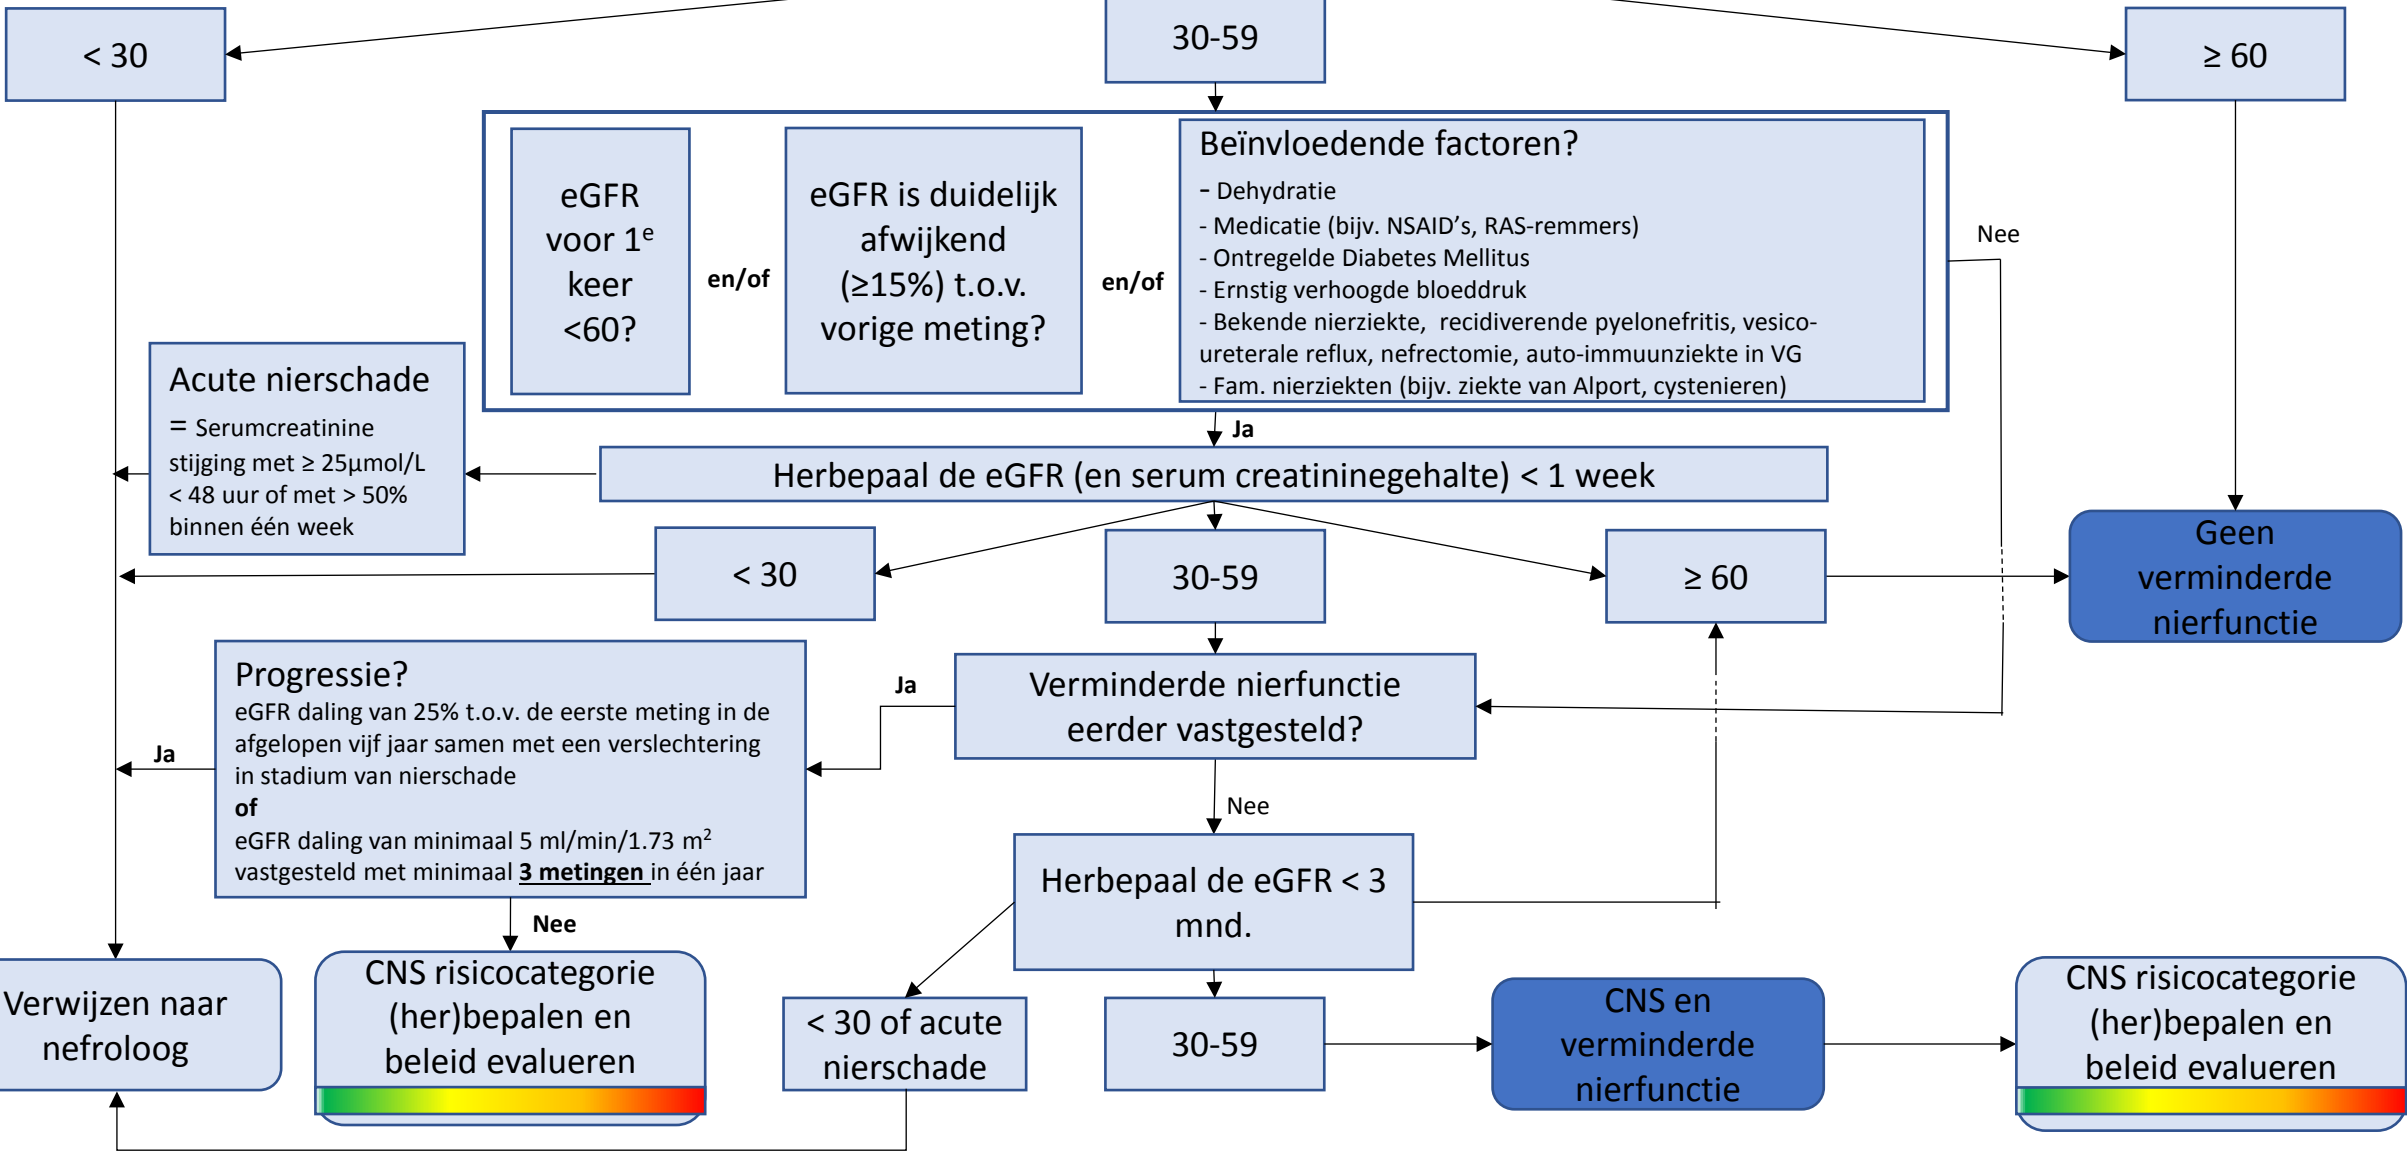 < 30
30-59
≥ 60
eGFR
voor 1e
keer
<60?
en/of
eGFR is duidelijk
afwijkend
(≥15%) t.o.v.
vorige meting?
en/of
Beïnvloedende factoren?
- Dehydratie
- Medicatie (bijv. NSAID’s, RAS-remmers)
- Ontregelde Diabetes Mellitus
- Ernstig verhoogde bloeddruk
- Bekende nierziekte, recidiverende pyelonefritis, vesico-
ureterale reflux, nefrectomie, auto-immuunziekte in VG
- Fam. nierziekten (bijv. ziekte van Alport, cystenieren)
Nee
Ja
Acute nierschade
= Serumcreatinine
stijging met ≥ 25µmol/L
< 48 uur of met > 50%
binnen één week
Herbepaal de eGFR (en serum creatininegehalte) < 1 week
< 30
30-59
≥ 60
Geen
verminderde
nierfunctie
Progressie?
eGFR daling van 25% t.o.v. de eerste meting in de
afgelopen vijf jaar samen met een verslechtering
in stadium van nierschade
of
eGFR daling van minimaal 5 ml/min/1.73 m2
vastgesteld met minimaal 3 metingen in één jaar
Ja
Ja
Verminderde nierfunctie
eerder vastgesteld?
Nee
Herbepaal de eGFR < 3
mnd.
Nee
Verwijzen naar
nefroloog
CNS risicocategorie
(her)bepalen en
beleid evalueren
< 30 of acute
nierschade
30-59
CNS en
verminderde
nierfunctie
CNS risicocategorie
(her)bepalen en
beleid evalueren